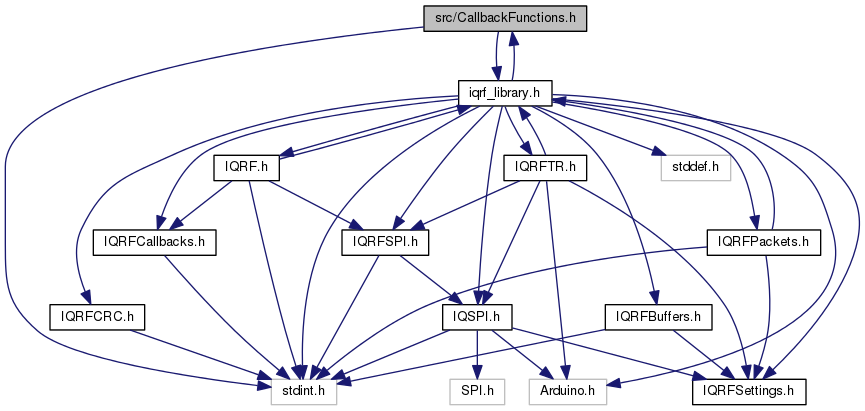 src/CallbackFunctions.h
iqrf_library.h
IQRF.h
IQRFTR.h
stddef.h
IQRFCallbacks.h
IQRFSPI.h
IQRFPackets.h
IQRFCRC.h
IQSPI.h
IQRFBuffers.h
stdint.h
SPI.h
Arduino.h
IQRFSettings.h